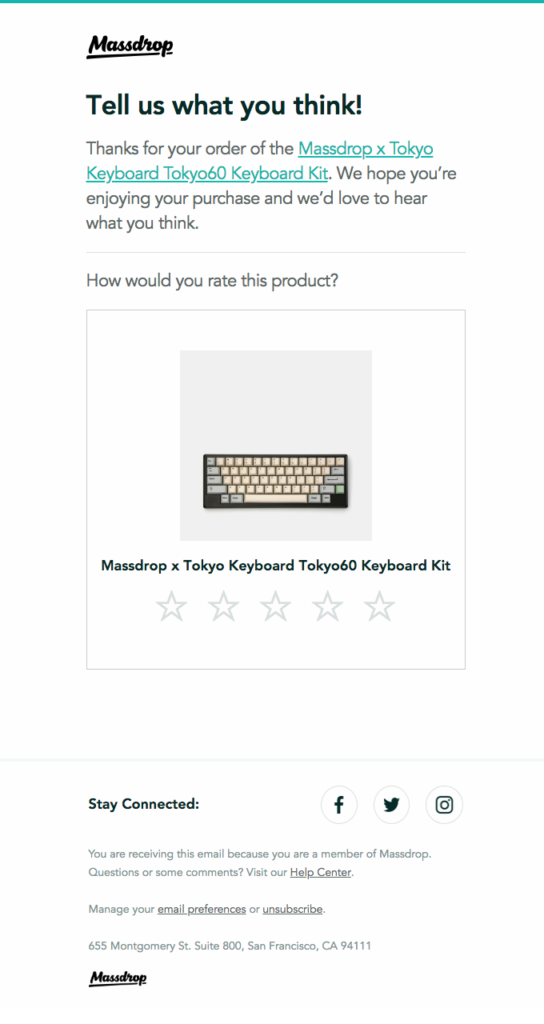 Massdrop
Tell us what you think!
Thanks for your order of the Massdrop x Tokyo
Keyboard Tokyo60 Keyboard Kit. We hope you're
enjoying your purchase and we'd love to hear
what you think.
How would you rate this product?
Massdrop x Tokyo Keyboard Tokyo60 Keyboard Kit
Stay Connected:
You are receiving this email because you are a member of Massdrop.
Questions or some comments? Visit our Help Center.
Manage your email preferences or unsubscribe.
655 Montgomery St. Suite 800, San Francisco, CA 94111
Massdrop